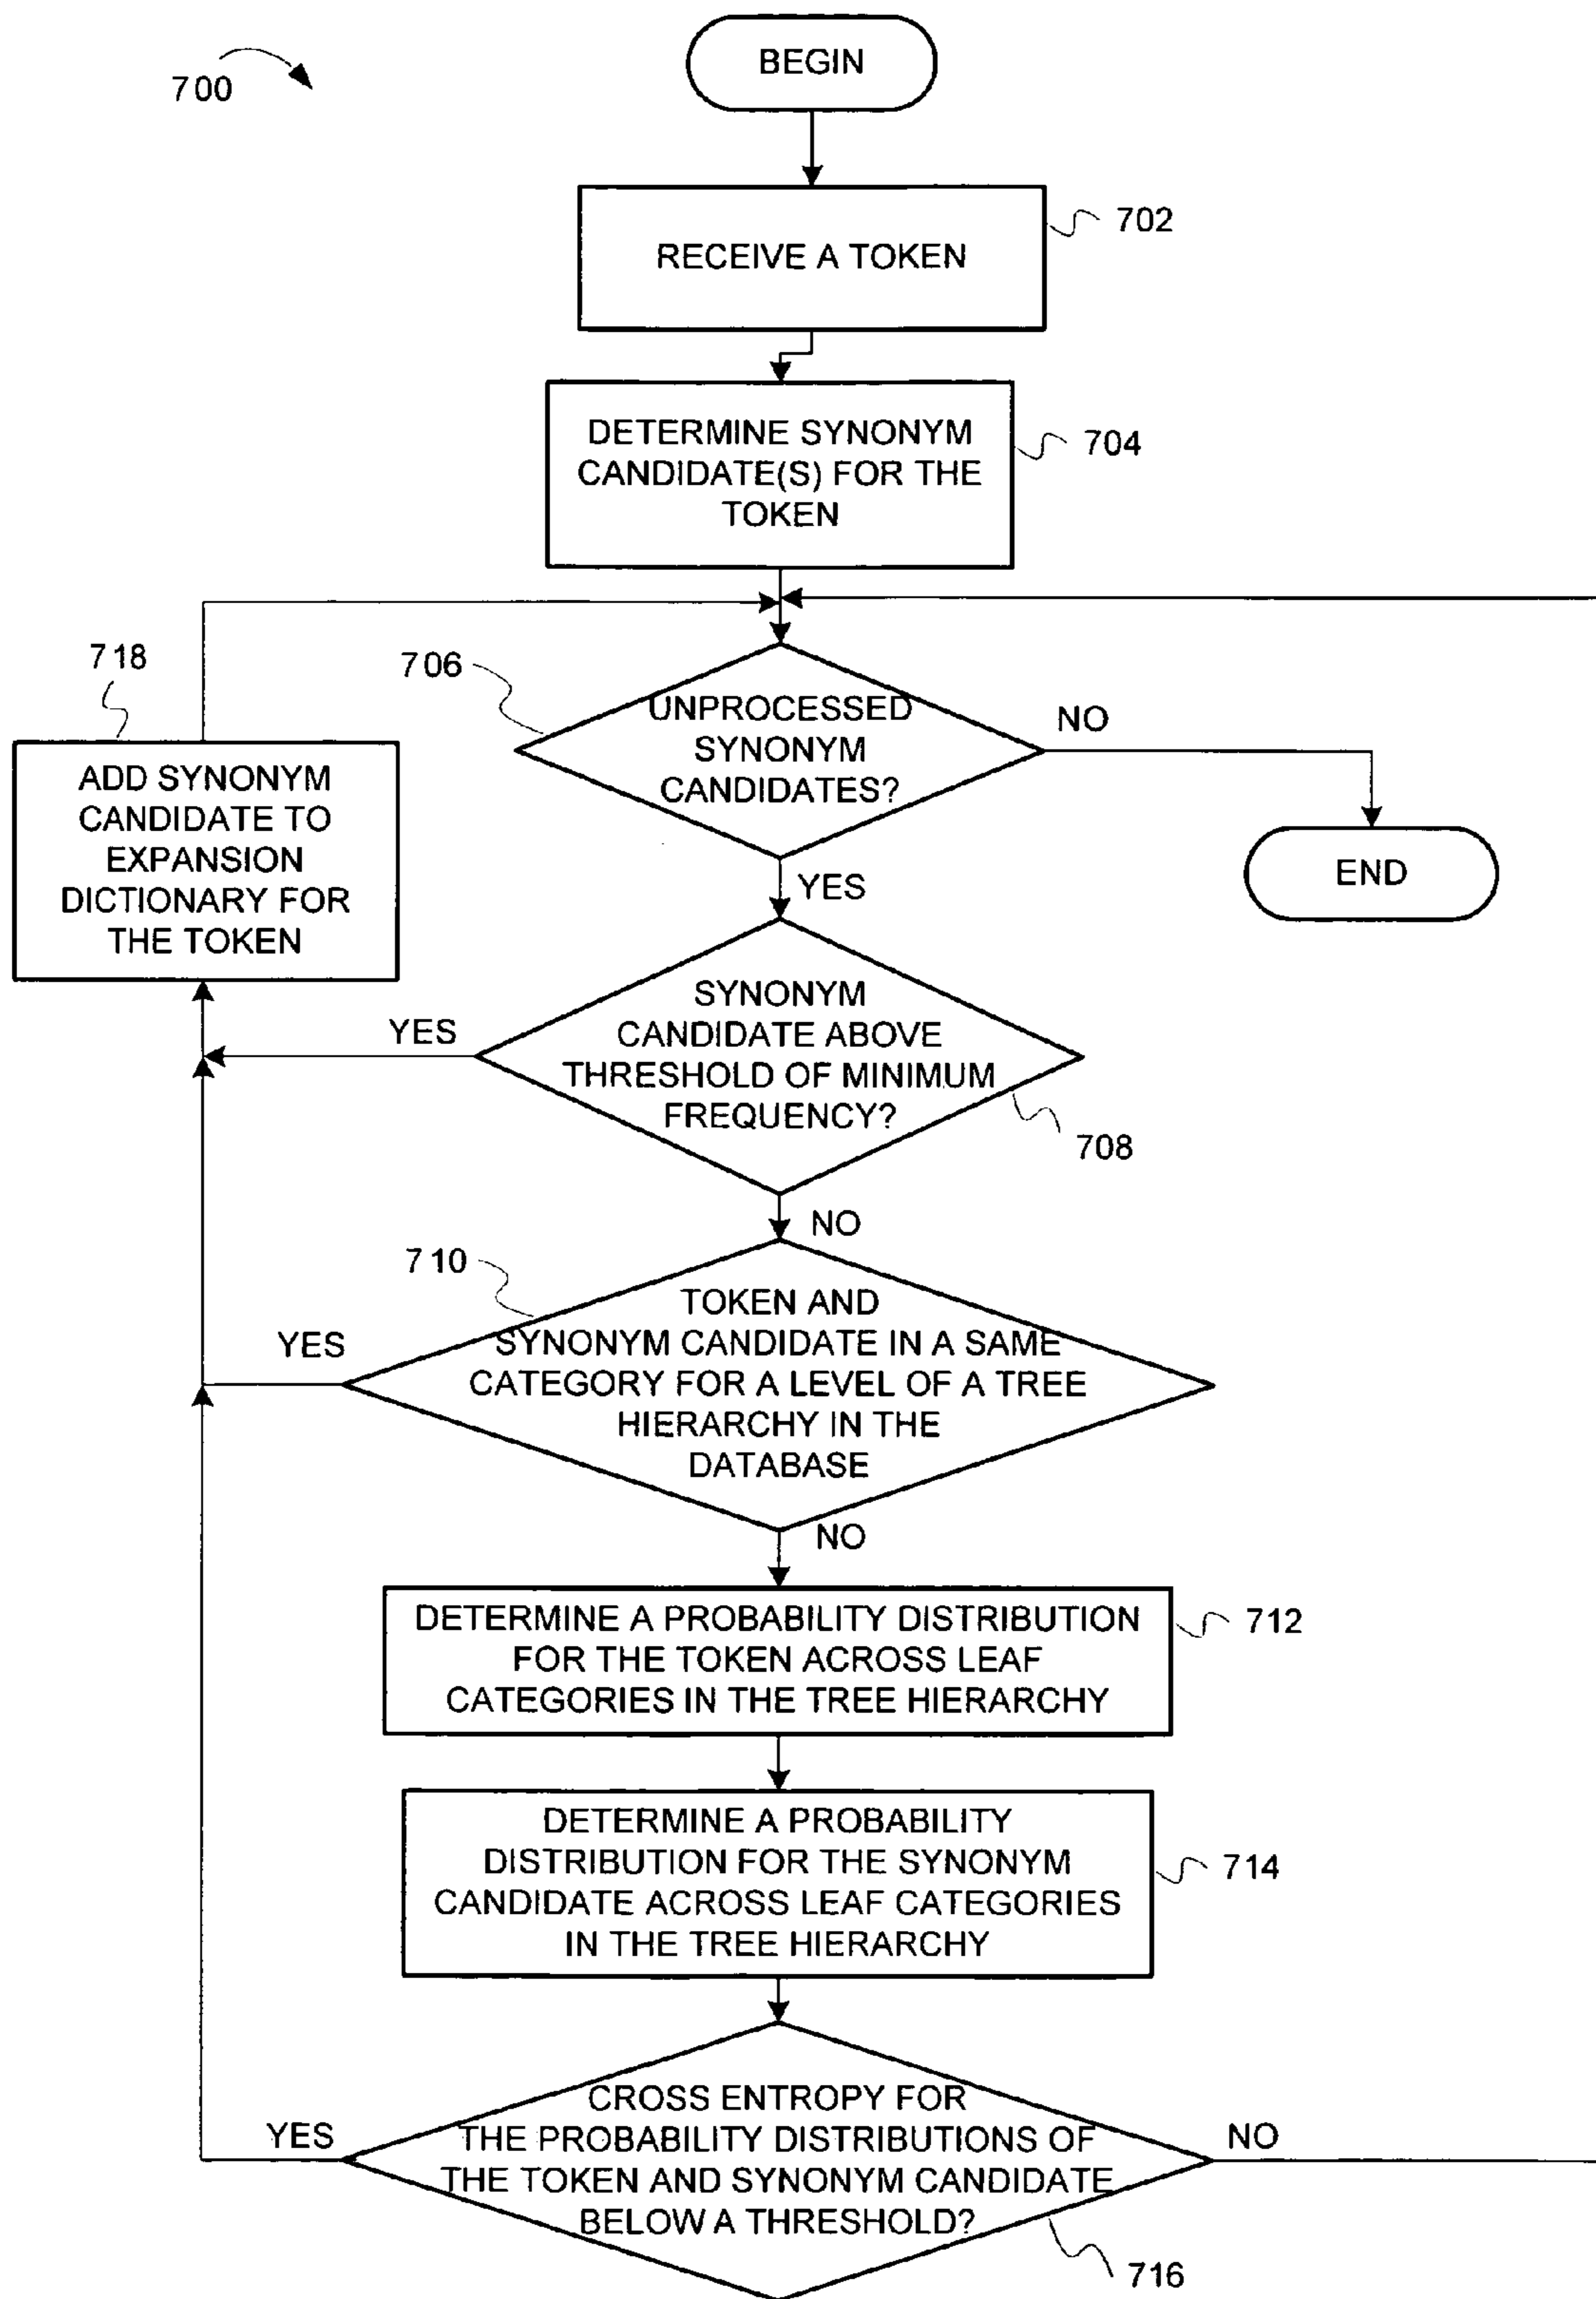 700
BEGIN
RECEIVE A TOKEN
702
DETERMINE SYNONYM
CANDIDATE(S) FOR THE
TOKEN
704
718
ADD SYNONYM
CANDIDATE TO
EXPANSION
DICTIONARY FOR
THE TOKEN
706
UNPROCESSED
SYNONYM
CANDIDATES?
NO
END
YES
SYNONYM
CANDIDATE ABOVE
THRESHOLD OF MINIMUM
FREQUENCY?
YES
708
NO
710
TOKEN AND
SYNONYM CANDIDATE IN A SAME
CATEGORY FOR A LEVEL OF A TREE
HIERARCHY IN THE
DATABASE
YES
NO
DETERMINE A PROBABILITY DISTRIBUTION
FOR THE TOKEN ACROSS LEAF
CATEGORIES IN THE TREE HIERARCHY
712
DETERMINE A PROBABILITY
DISTRIBUTION FOR THE SYNONYM
CANDIDATE ACROSS LEAF CATEGORIES
IN THE TREE HIERARCHY
714
CROSS ENTROPY FOR
THE PROBABILITY DISTRIBUTIONS OF
THE TOKEN AND SYNONYM CANDIDATE
BELOW A THRESHOLD?
YES
NO
716